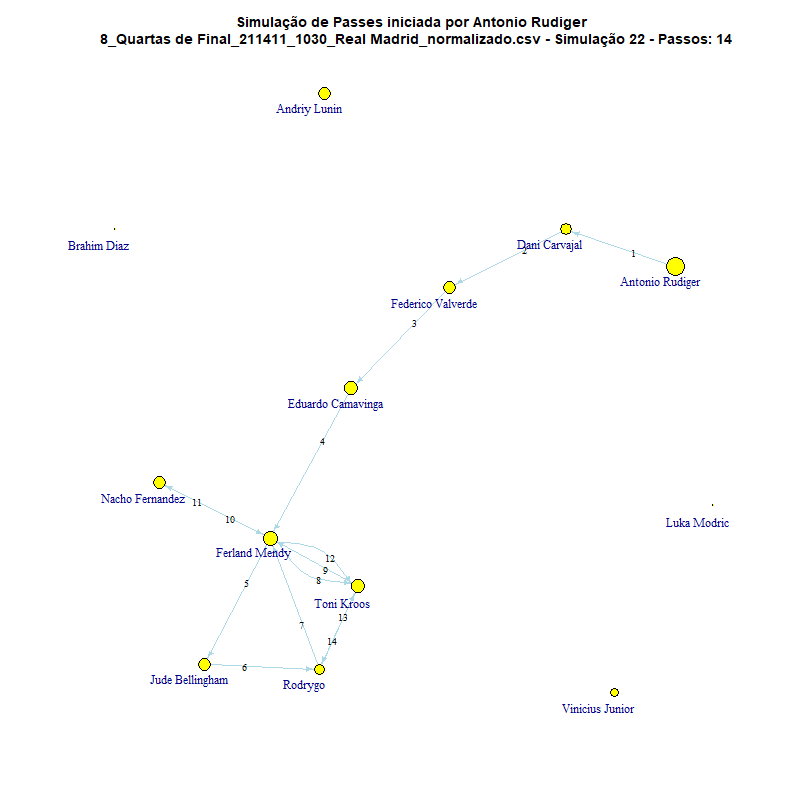 Simulação de Passes iniciada por Antonio Rudiger
8_Quartas de Final_211411_1030_Real Madrid_normalizado.csv - Simulação 22 - Passos: 14
Andriy Lunin
Brahim Diaz
Dani Carvajal
2
1
Antonio Rudiger
Federico Valverde
3
Eduardo Camavinga
4
Nacho Fernandez
11
10
Luka Modric
Ferland Mendy
12
9
8
5
Toni Kroos
13
7
14
6
Jude Bellingham
Rodrygo
Vinicius Junior